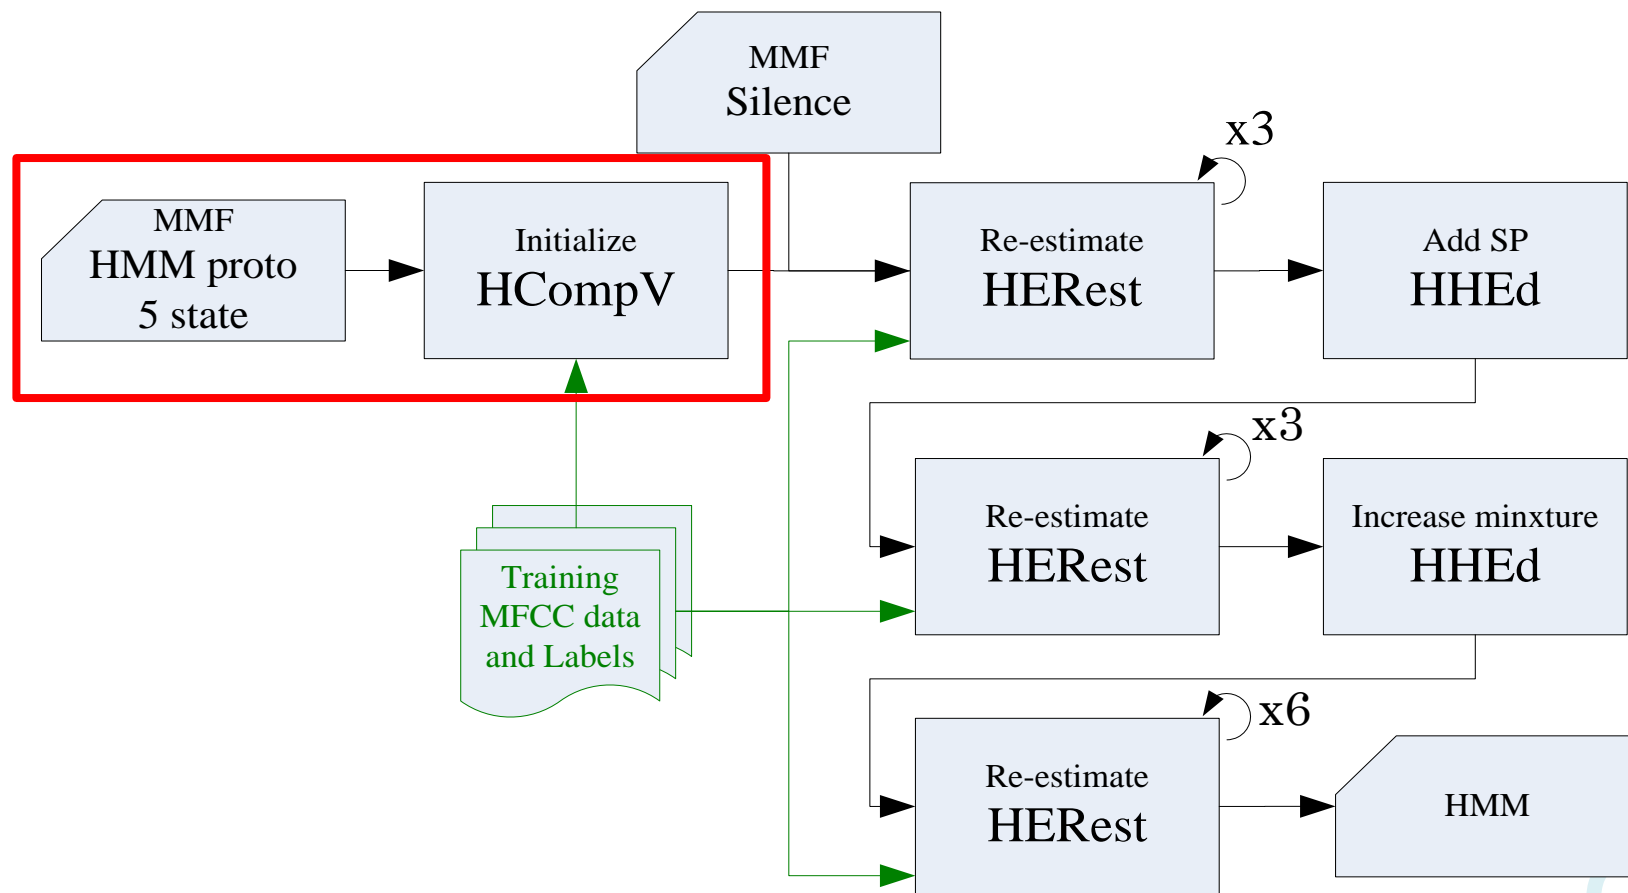 MMF
Silence
x3
MMF
HMM proto
5 state
Initialize
HCompV
Re-estimate
HERest
Add SP
HHEd
x3
Training
MFCC data
and Labels
Re-estimate
HERest
Increase minxture
HHEd
x6
Re-estimate
HERest
HMM